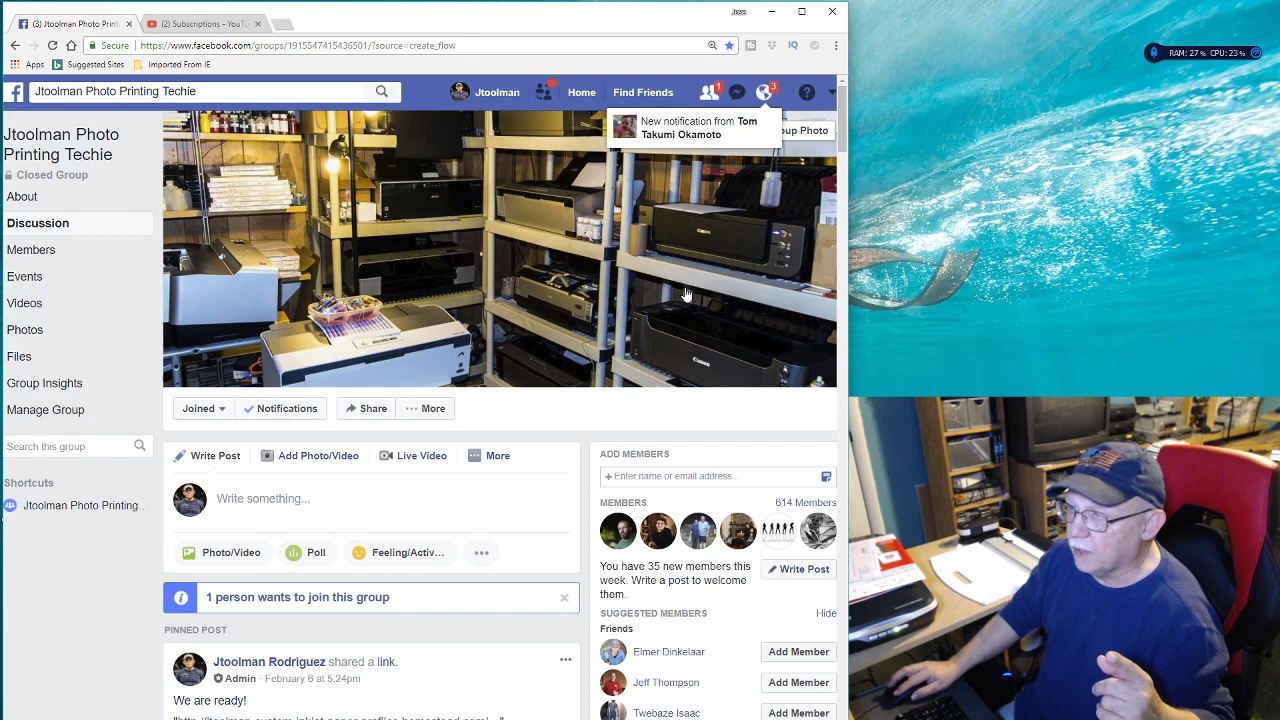 Jtoolman
(3) Jtoolman Photo Print
(2) Subscriptions - YouTu
Secure
https://www.facebook.com/groups/1915547415436501/?source=create_flow
Apps
Suggested Sites
Imported From IE
RAM: 27% CPU: 23%
Jtoolman Photo Printing Techie
Jtoolman
Home
Find Friends
1
3
New notification from Tom
Takumi Okamoto
oup Photo
Jtoolman Photo
Printing Techie
Closed Group
About
Discussion
Members
Events
Videos
Photos
Files
Group Insights
Manage Group
Search this group
Shortcuts
Jtoolman Photo Printing...
Canon
Joined
Notifications
Share
More
Write Post
Add Photo/Video
Live Video
More
Write something...
Photo/Video
Poll
Feeling/Activ...
1 person wants to join this group
PINNED POST
Jtoolman Rodriguez shared a link.
Admin · February 6 at 5:24pm
We are ready!
ADD MEMBERS
+ Enter name or email address...
MEMBERS
614 Members
You have 35 new members this
week. Write a post to welcome
them.
Write Post
SUGGESTED MEMBERS
Hide
Friends
Elmer Dinkelaar
Add Member
Jeff Thompson
Add Member
Twebaze Isaac
Add Member